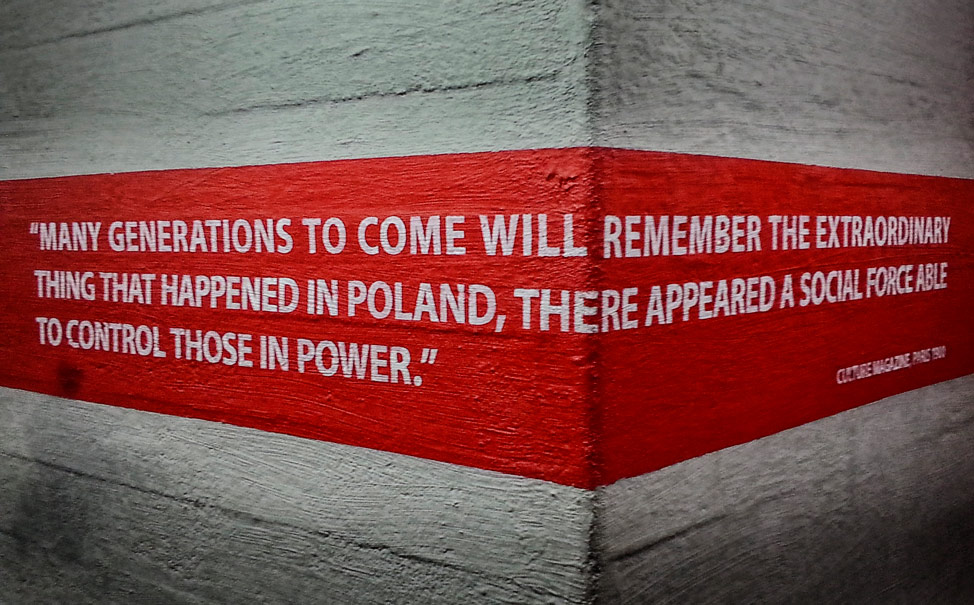 “MANY GENERATIONS TO COME WILL REMEMBER THE EXTRAORDINARY
THING THAT HAPPENED IN POLAND, THERE APPEARED A SOCIAL FORCE ABLE
TO CONTROL THOSE IN POWER.”
CULTURE MAGAZINE, PARIS